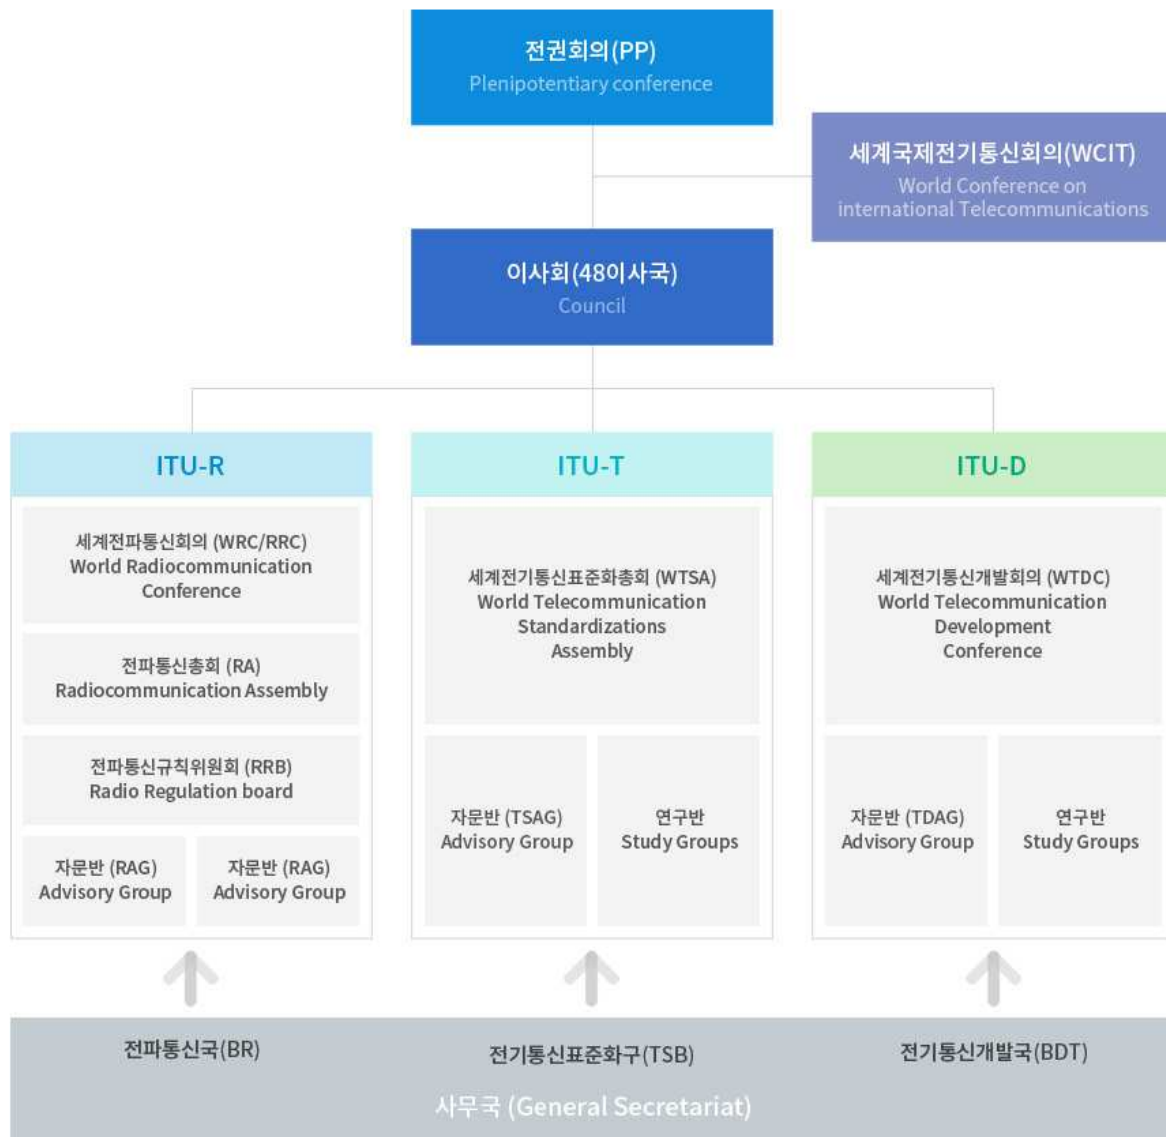 전권회의(PP)
Plenipotentiary conference
세계국제전기통신회의(WCIT)
World Conference on
international Telecommunications
이사회(48이사국)
Council
ITU-R
세계전파통신회의 (WRC/RRC)
World Radiocommunication
Conference
전파통신총회 (RA)
Radiocommunication Assembly
전파통신규칙위원회 (RRB)
Radio Regulation board
자문반 (RAG)
Advisory Group
자문반 (RAG)
Advisory Group
ITU-T
세계전기통신표준화총회 (WTSA)
World Telecommunication
Standardizations
Assembly
자문반 (TSAG)
Advisory Group
연구반
Study Groups
ITU-D
세계전기통신개발회의 (WTDC)
World Telecommunication
Development
Conference
자문반 (TDAG)
Advisory Group
연구반
Study Groups
전파통신국(BR)
전기통신표준화구(TSB)
전기통신개발국(BDT)
사무국 (General Secretariat)